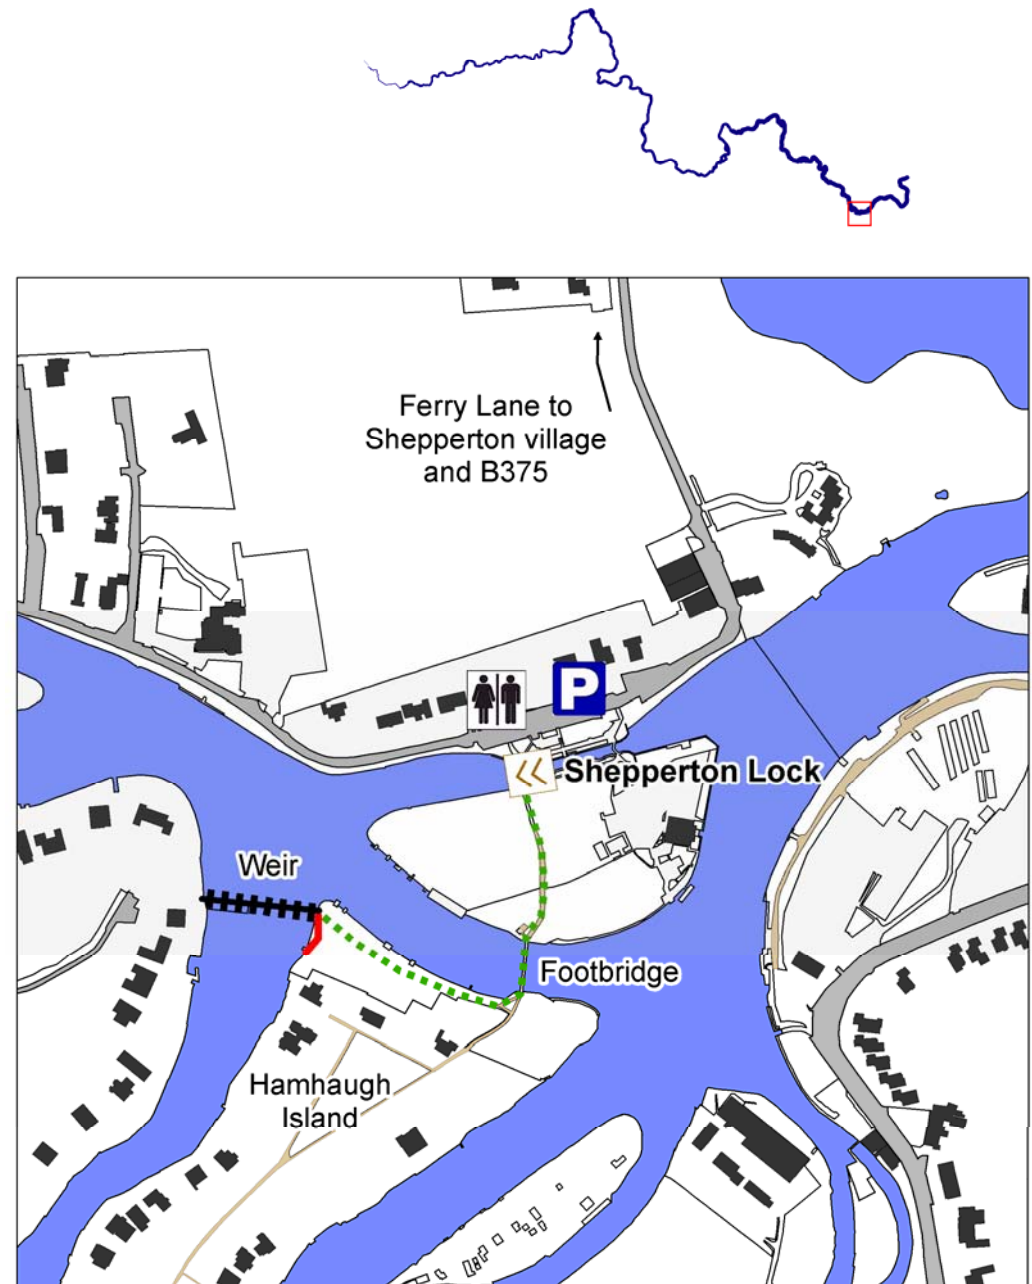 Ferry Lane to
Shepperton village
and B375
P
Shepperton Lock
Weir
Footbridge
Hamhaugh
Island